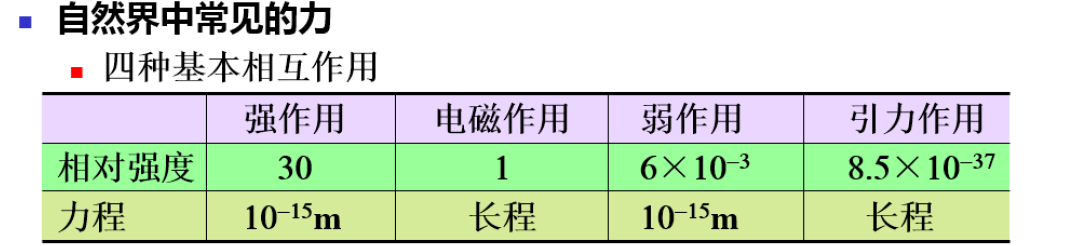 自然界中常见的力
四种基本相互作用
强作用 电磁作用 弱作用 引力作用
相对强度 30 1 6×10⁻³ 8.5×10⁻³⁷
力程 10⁻¹⁵m 长程 10⁻¹⁵m 长程